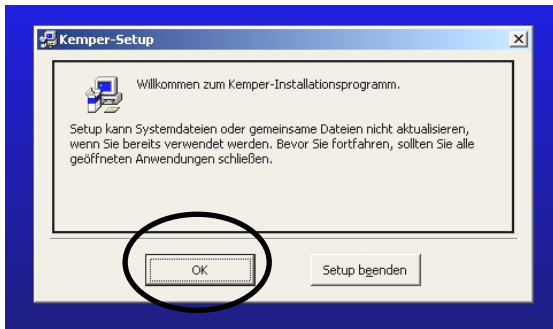 Kemper-Setup
Willkommen zum Kemper-Installationsprogramm.
Setup kann Systemdateien oder gemeinsame Dateien nicht aktualisieren,
wenn Sie bereits verwendet werden. Bevor Sie fortfahren, sollten Sie alle
geöffneten Anwendungen schließen.
OK
Setup beenden